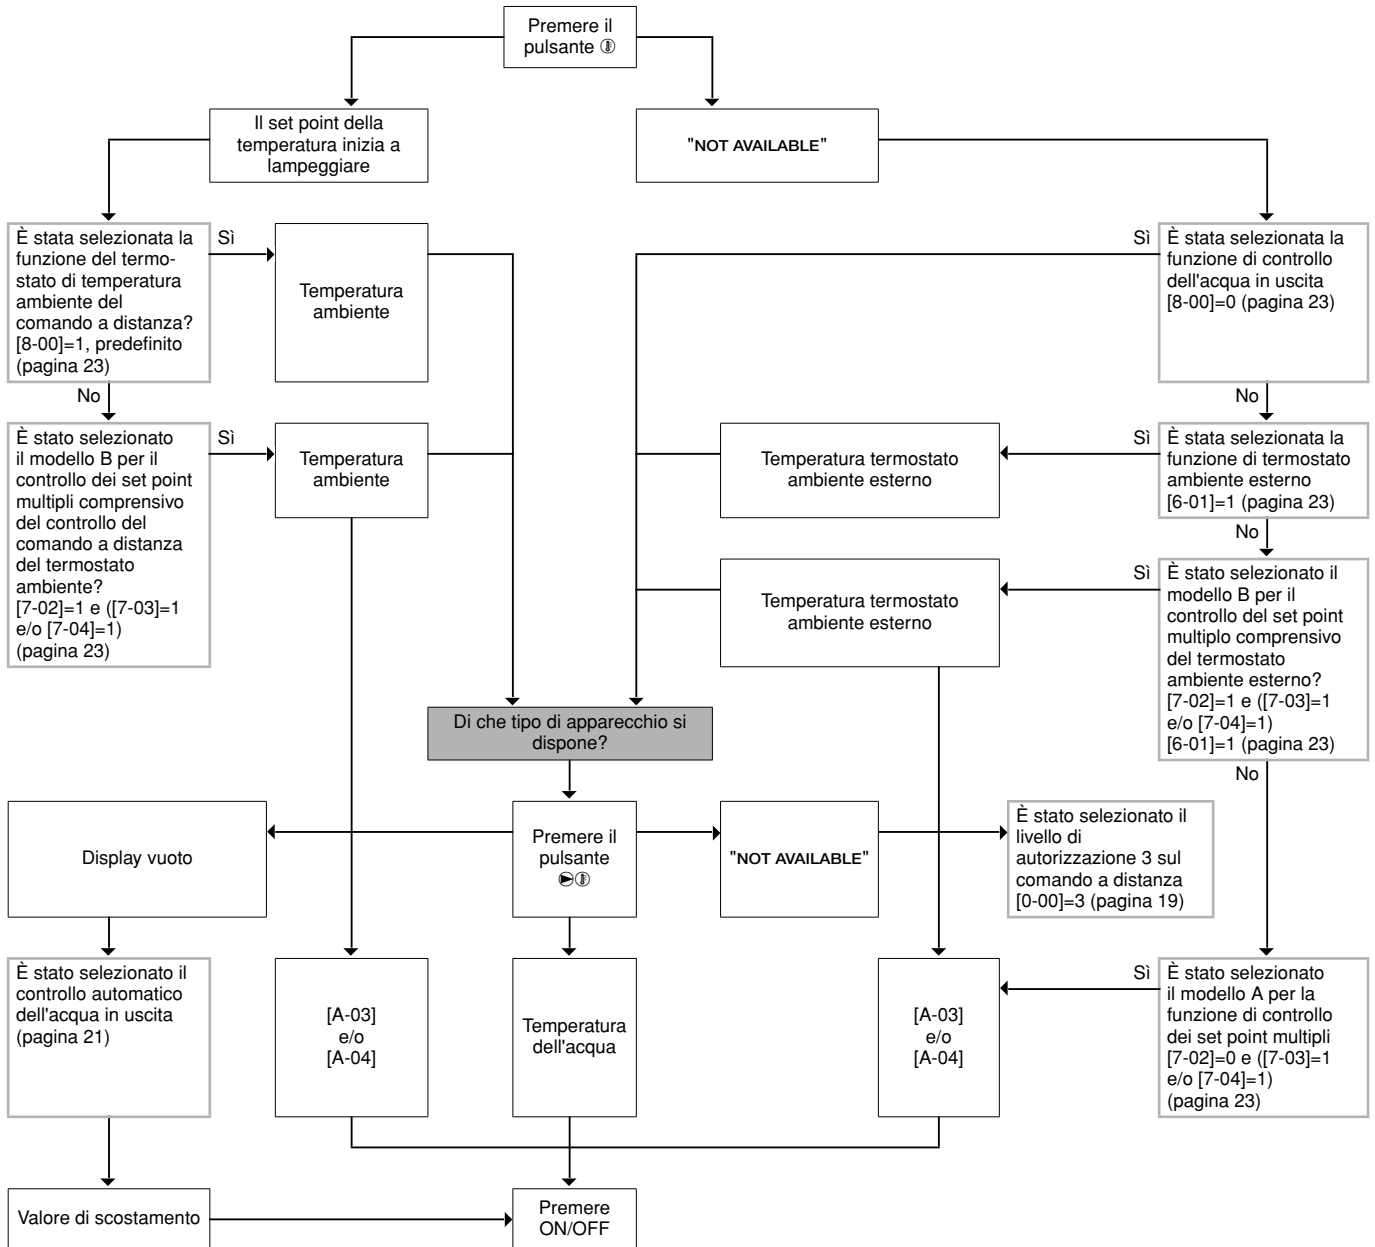 Premere il
pulsante
Il set point della
temperatura inizia a
lampeggiare
"NOT AVAILABLE"
È stata selezionata la
funzione del termo-
stato di temperatura
ambiente del
comando a distanza?
[8-00]=1, predefinito
(pagina 23)
Sì
Temperatura
ambiente
Sì
È stata selezionata la
funzione di controllo
dell'acqua in uscita
[8-00]=0 (pagina 23)
No
No
È stato selezionato
il modello B per il
controllo dei set point
multipli comprensivo
del controllo del
comando a distanza
del termostato
ambiente?
[7-02]=1 e ([7-03]=1
e/o [7-04]=1)
(pagina 23)
Sì
Temperatura
ambiente
Temperatura termostato
ambiente esterno
Sì
È stata selezionata la
funzione di termostato
ambiente esterno
[6-01]=1 (pagina 23)
No
Temperatura termostato
ambiente esterno
Sì
È stato selezionato il
modello B per il
controllo del set point
multiplo comprensivo
del termostato
ambiente esterno?
[7-02]=1 e ([7-03]=1
e/o [7-04]=1)
[6-01]=1 (pagina 23)
No
Di che tipo di apparecchio si
dispone?
Display vuoto
Premere il
pulsante
"NOT AVAILABLE"
È stato selezionato il
livello di
autorizzazione 3 sul
comando a distanza
[0-00]=3 (pagina 19)
È stato selezionato il
controllo automatico
dell'acqua in uscita
(pagina 21)
[A-03]
e/o
[A-04]
Temperatura
dell'acqua
[A-03]
e/o
[A-04]
Sì
È stato selezionato
il modello A per la
funzione di controllo
dei set point multipli
[7-02]=0 e ([7-03]=1
e/o [7-04]=1)
(pagina 23)
Valore di scostamento
Premere
ON/OFF